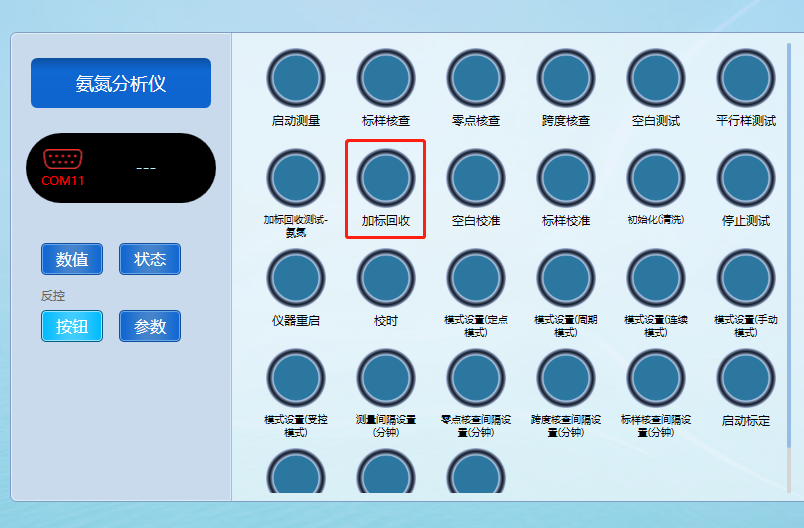 氨氮分析仪
COM11
---
数值
状态
反控
按钮
参数
启动测量
标样核查
零点核查
跨度核查
空白测试
平行样测试
加标回收测试-
氨氮
加标回收
空白校准
标样校准
初始化(清洗)
停止测试
仪器重启
校时
模式设置(定点
模式)
模式设置(周期
模式)
模式设置(连续
模式)
模式设置(手动
模式)
模式设置(受控
模式)
测量间隔设置
(分钟)
零点核查间隔设
置(分钟)
跨度核查间隔设
置(分钟)
标样核查间隔设
置(分钟)
启动标定